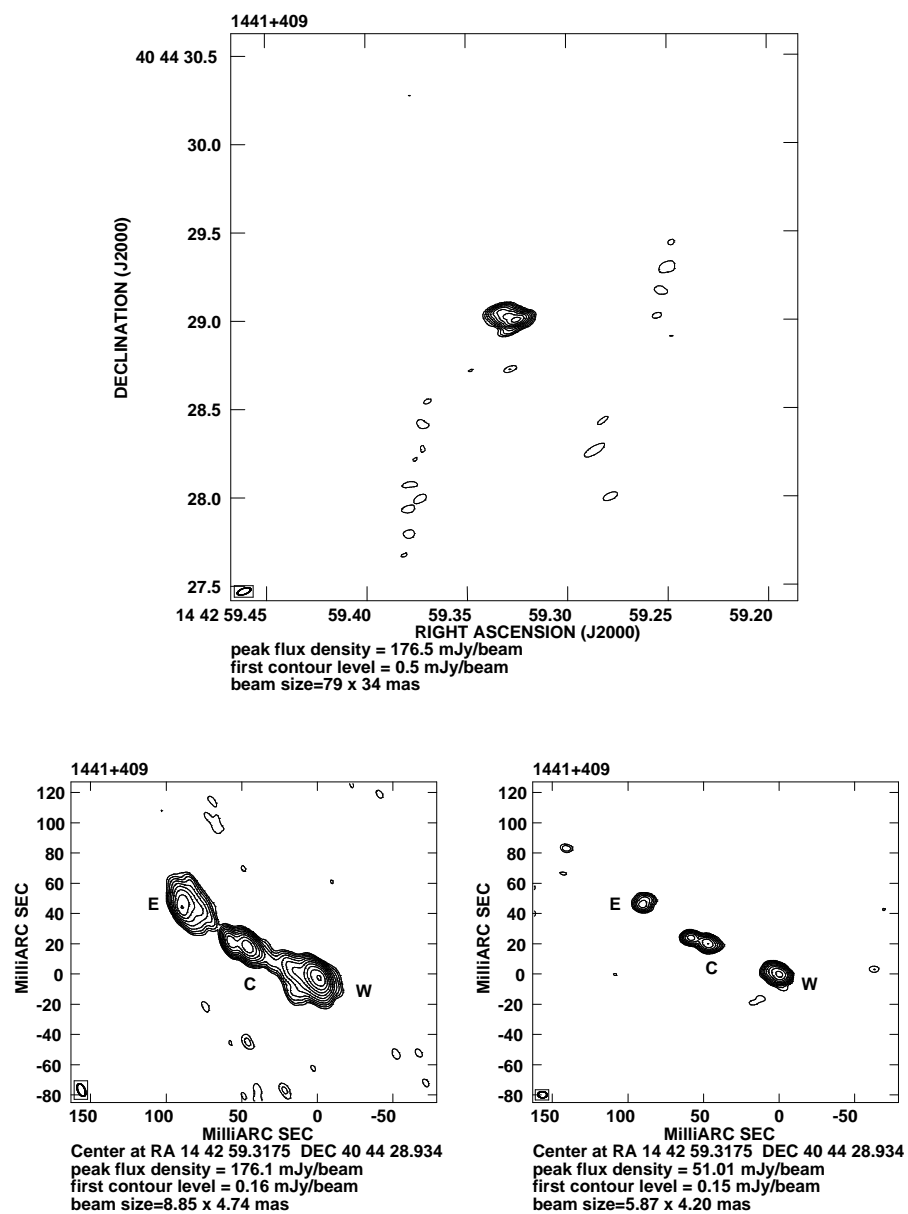 1441+409
DECLINATION (J2000)
40 44 30.5
30.0
29.5
29.0
28.5
28.0
27.5
14 42 59.45 59.40 59.35 59.30 59.25 59.20
RIGHT ASCENSION (J2000)
peak flux density = 176.5 mJy/beam
first contour level = 0.5 mJy/beam
beam size=79 x 34 mas
1441+409
MilliARC SEC
120
100
80
60
40
20
0
-20
-40
-60
-80
E
C
W
150 100 50 0 -50
MilliARC SEC
Center at RA 14 42 59.3175 DEC 40 44 28.934
peak flux density = 176.1 mJy/beam
first contour level = 0.16 mJy/beam
beam size=8.85 x 4.74 mas
1441+409
MilliARC SEC
120
100
80
60
40
20
0
-20
-40
-60
-80
E
C
W
150 100 50 0 -50
MilliARC SEC
Center at RA 14 42 59.3175 DEC 40 44 28.934
peak flux density = 51.01 mJy/beam
first contour level = 0.15 mJy/beam
beam size=5.87 x 4.20 mas